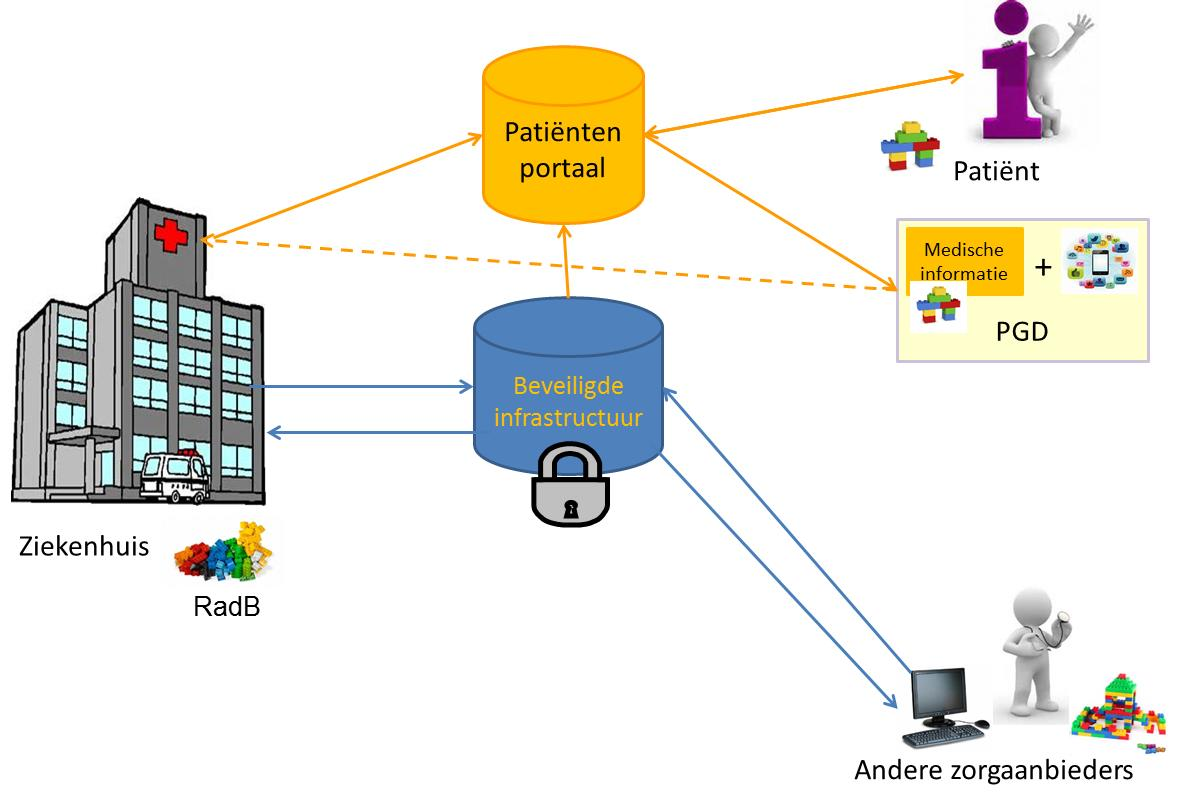 Patiënten
portaal
Patiënt
Medische
informatie
+
PGD
Beveiligde
infrastructuur
Ziekenhuis
RadB
Andere zorgaanbieders